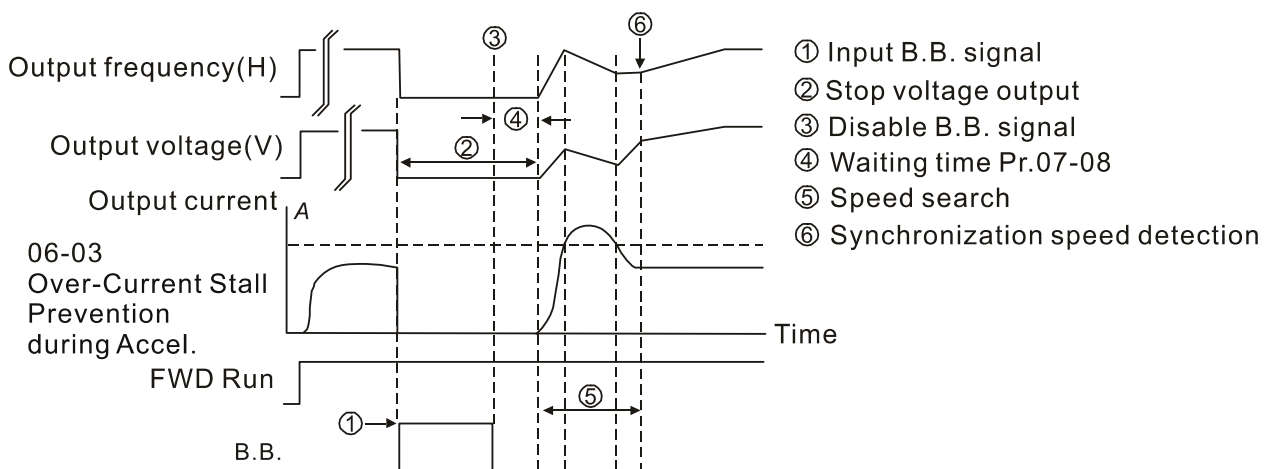 ⑥
③
Output frequency(H)
④
Output voltage(V)
②
Output current
A
06-03
Over-Current Stall
Prevention
during Accel.
Time
FWD Run
⑤
①
B.B.
① Input B.B. signal
② Stop voltage output
③ Disable B.B. signal
④ Waiting time Pr.07-08
⑤ Speed search
⑥ Synchronization speed detection